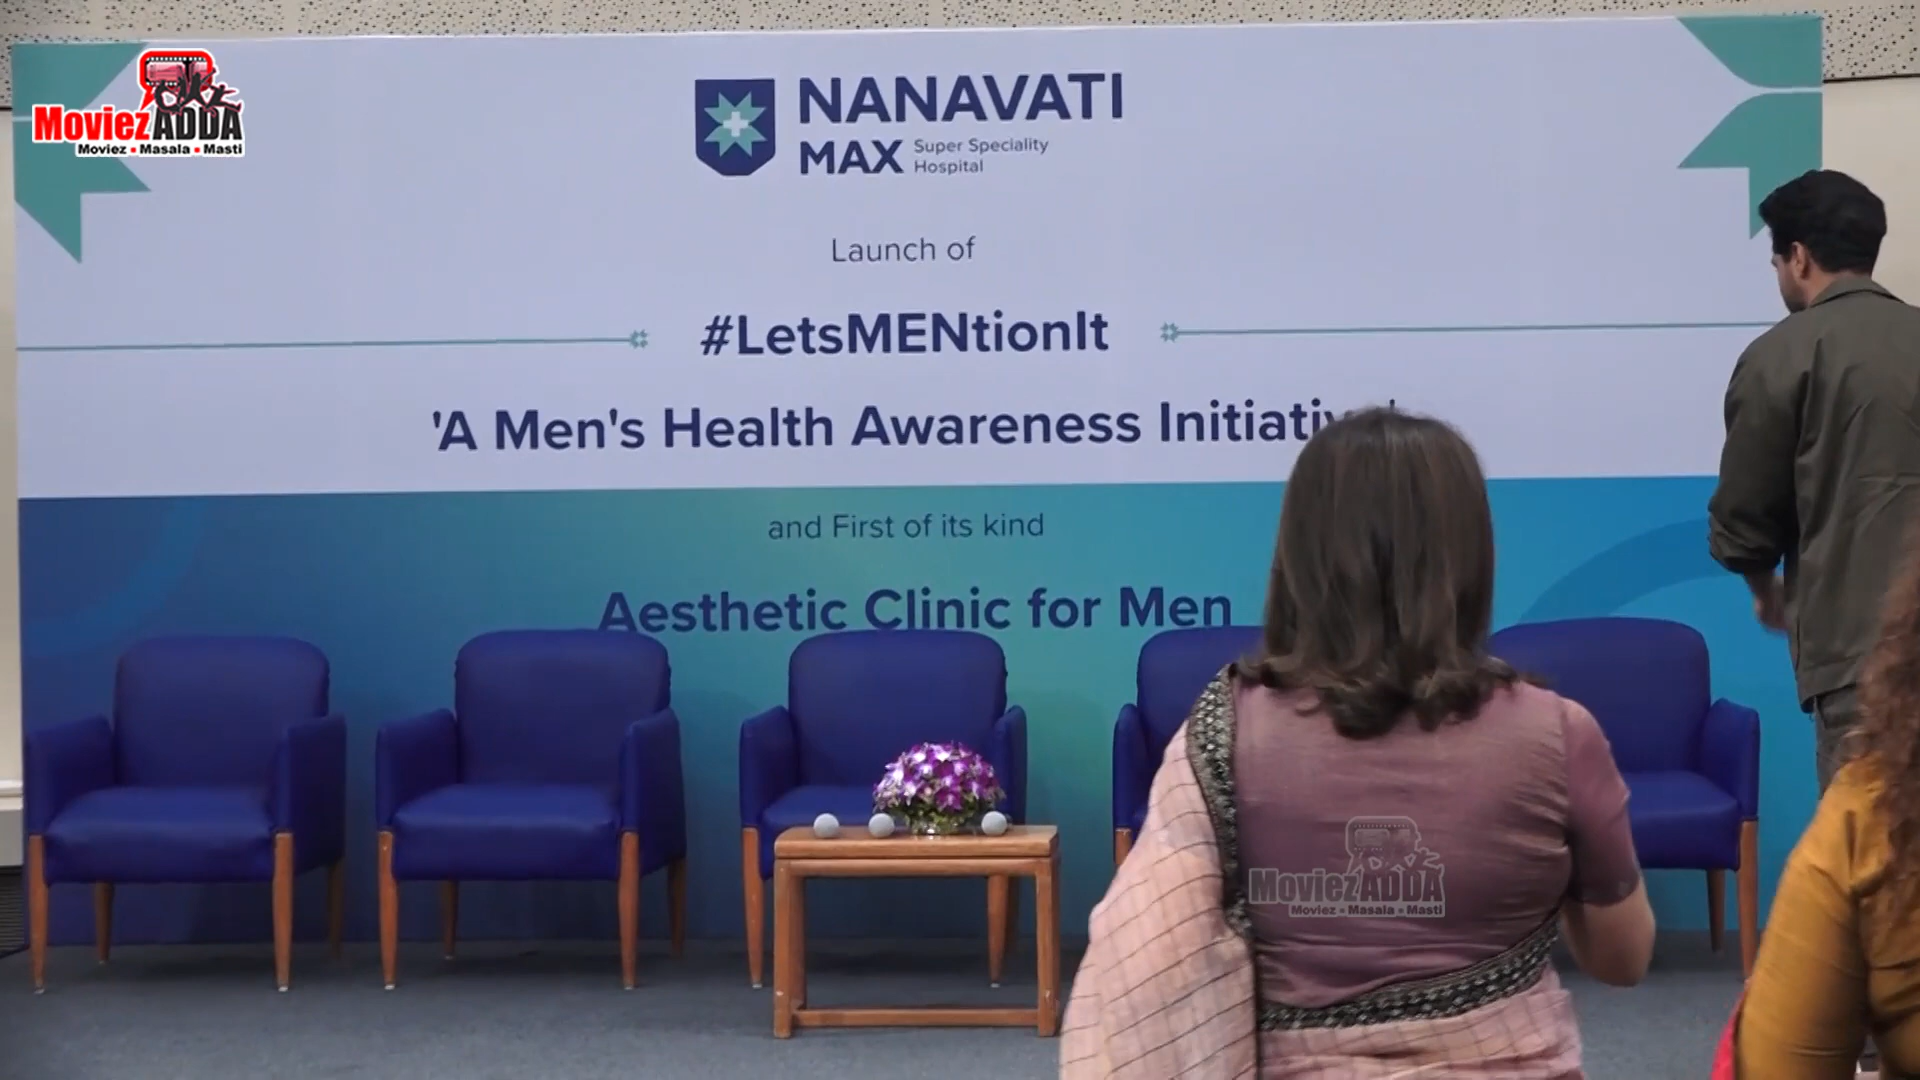 MoviezADDA
Moviez • Masala • Masti
NANAVATI
MAX Super Speciality
Hospital
Launch of
#LetsMENtionIt
'A Men's Health Awareness Initiative'
and First of its kind
Aesthetic Clinic for Men
MoviezADDA
Moviez • Masala • Masti